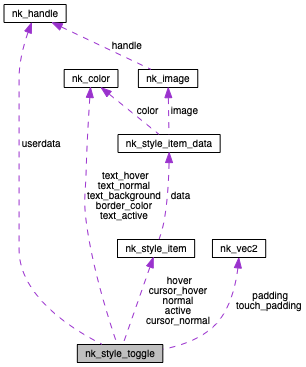 nk_handle
handle
nk_color
nk_image
color
image
userdata
nk_style_item_data
text_hover
text_normal
text_background
border_color
text_active
data
nk_style_item
nk_vec2
hover
cursor_hover
normal
active
cursor_normal
padding
touch_padding
nk_style_toggle